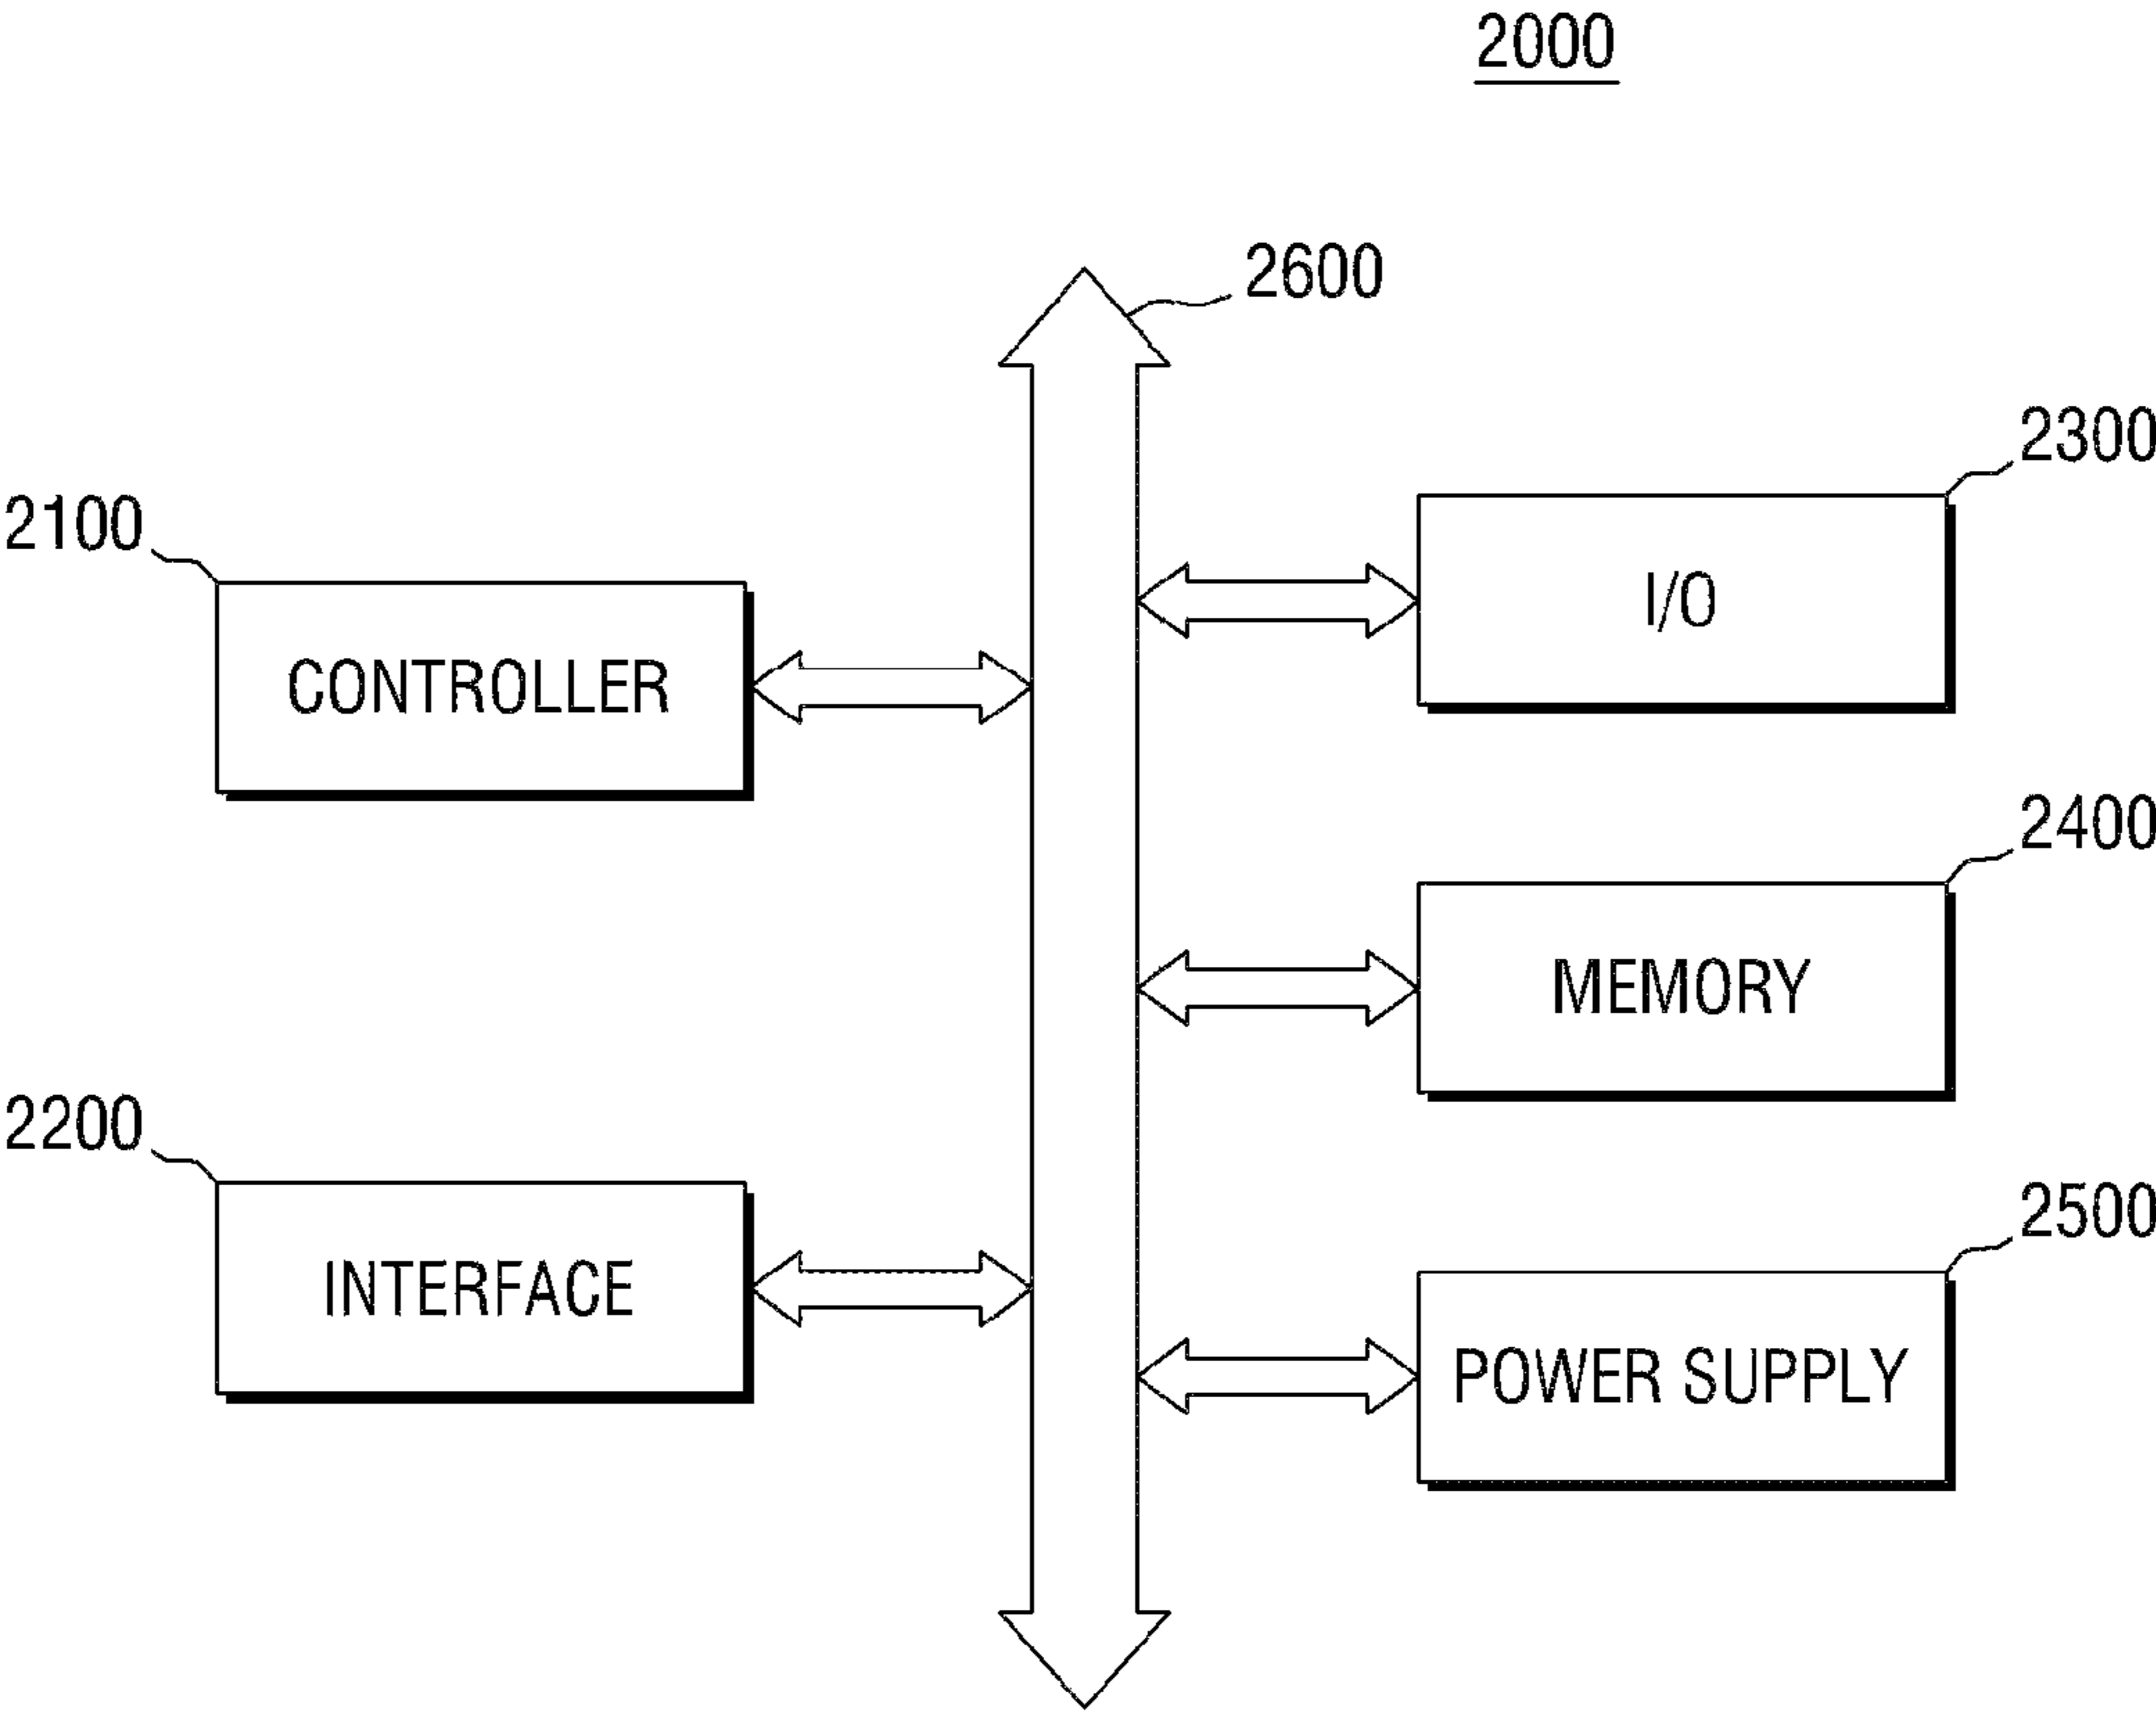 2000
2600
2300
2100
I/O
CONTROLLER
2400
MEMORY
2200
2500
INTERFACE
POWER SUPPLY